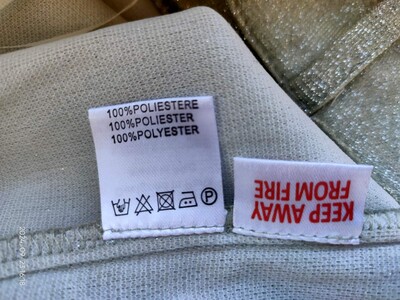 100%POLIESTERE
100%POLIESTER
100%POLYESTER
P
KEEP AWAY
FROM FIRE